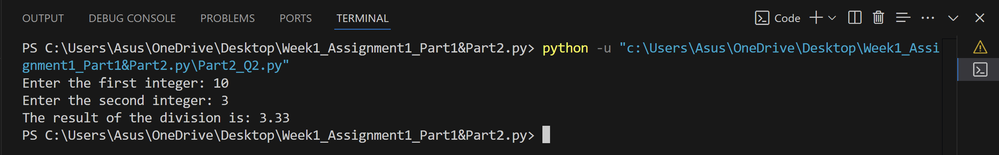 OUTPUT DEBUG CONSOLE PROBLEMS PORTS TERMINAL Code
PS C:\Users\Asus\OneDrive\Desktop\Week1_Assignment1_Part1&Part2.py> python -u "c:\Users\Asus\OneDrive\Desktop\Week1_Assi
gnment1_Part1&Part2.py\Part2_Q2.py"
Enter the first integer: 10
Enter the second integer: 3
The result of the division is: 3.33
PS C:\Users\Asus\OneDrive\Desktop\Week1_Assignment1_Part1&Part2.py>